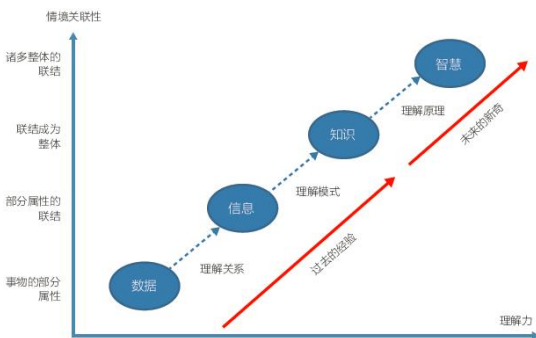 情境关联性
诸多整体的
联结
智慧
理解原理
未来的新奇
联结成为
整体
知识
理解模式
部分属性的
联结
信息
过去的经验
理解关系
事物的部分
属性
数据
理解力